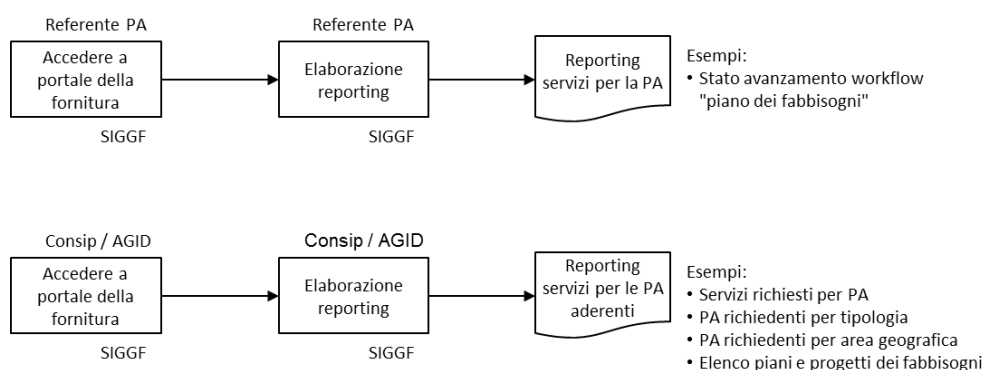 Referente PA
Accedere a
portale della
fornitura
SIGGF
Referente PA
Elaborazione
reporting
SIGGF
Reporting
servizi per la PA
Esempi:
• Stato avanzamento workflow
"piano dei fabbisogni"
Consip / AGID
Accedere a
portale della
fornitura
SIGGF
Consip / AGID
Elaborazione
reporting
SIGGF
Reporting
servizi per le PA
aderenti
Esempi:
• Servizi richiesti per PA
• PA richiedenti per tipologia
• PA richiedenti per area geografica
• Elenco piani e progetti dei fabbisogni